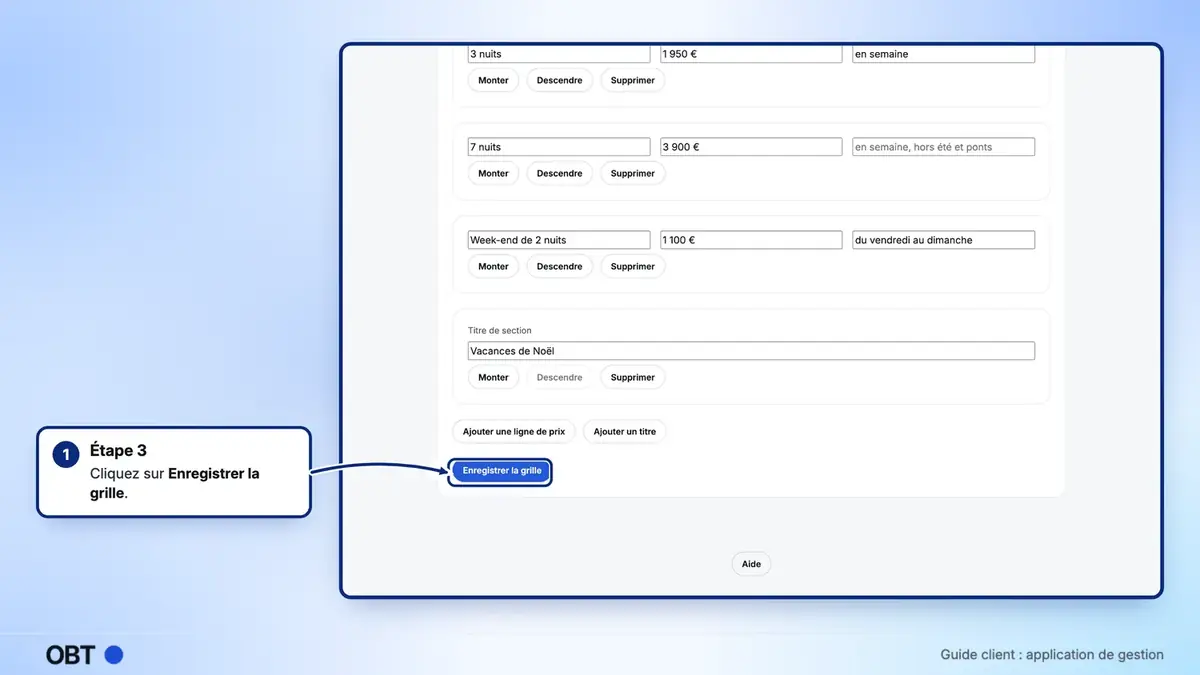 3 nuits 1 950 € en semaine
Monter Descendre Supprimer
7 nuits 3 900 € en semaine, hors été et ponts
Monter Descendre Supprimer
Week-end de 2 nuits 1 100 € du vendredi au dimanche
Monter Descendre Supprimer
Titre de section
Vacances de Noël
Monter Descendre Supprimer
Ajouter une ligne de prix Ajouter un titre
Enregistrer la grille
1 Étape 3
Cliquez sur Enregistrer la
grille.
Aide
OBT
Guide client : application de gestion